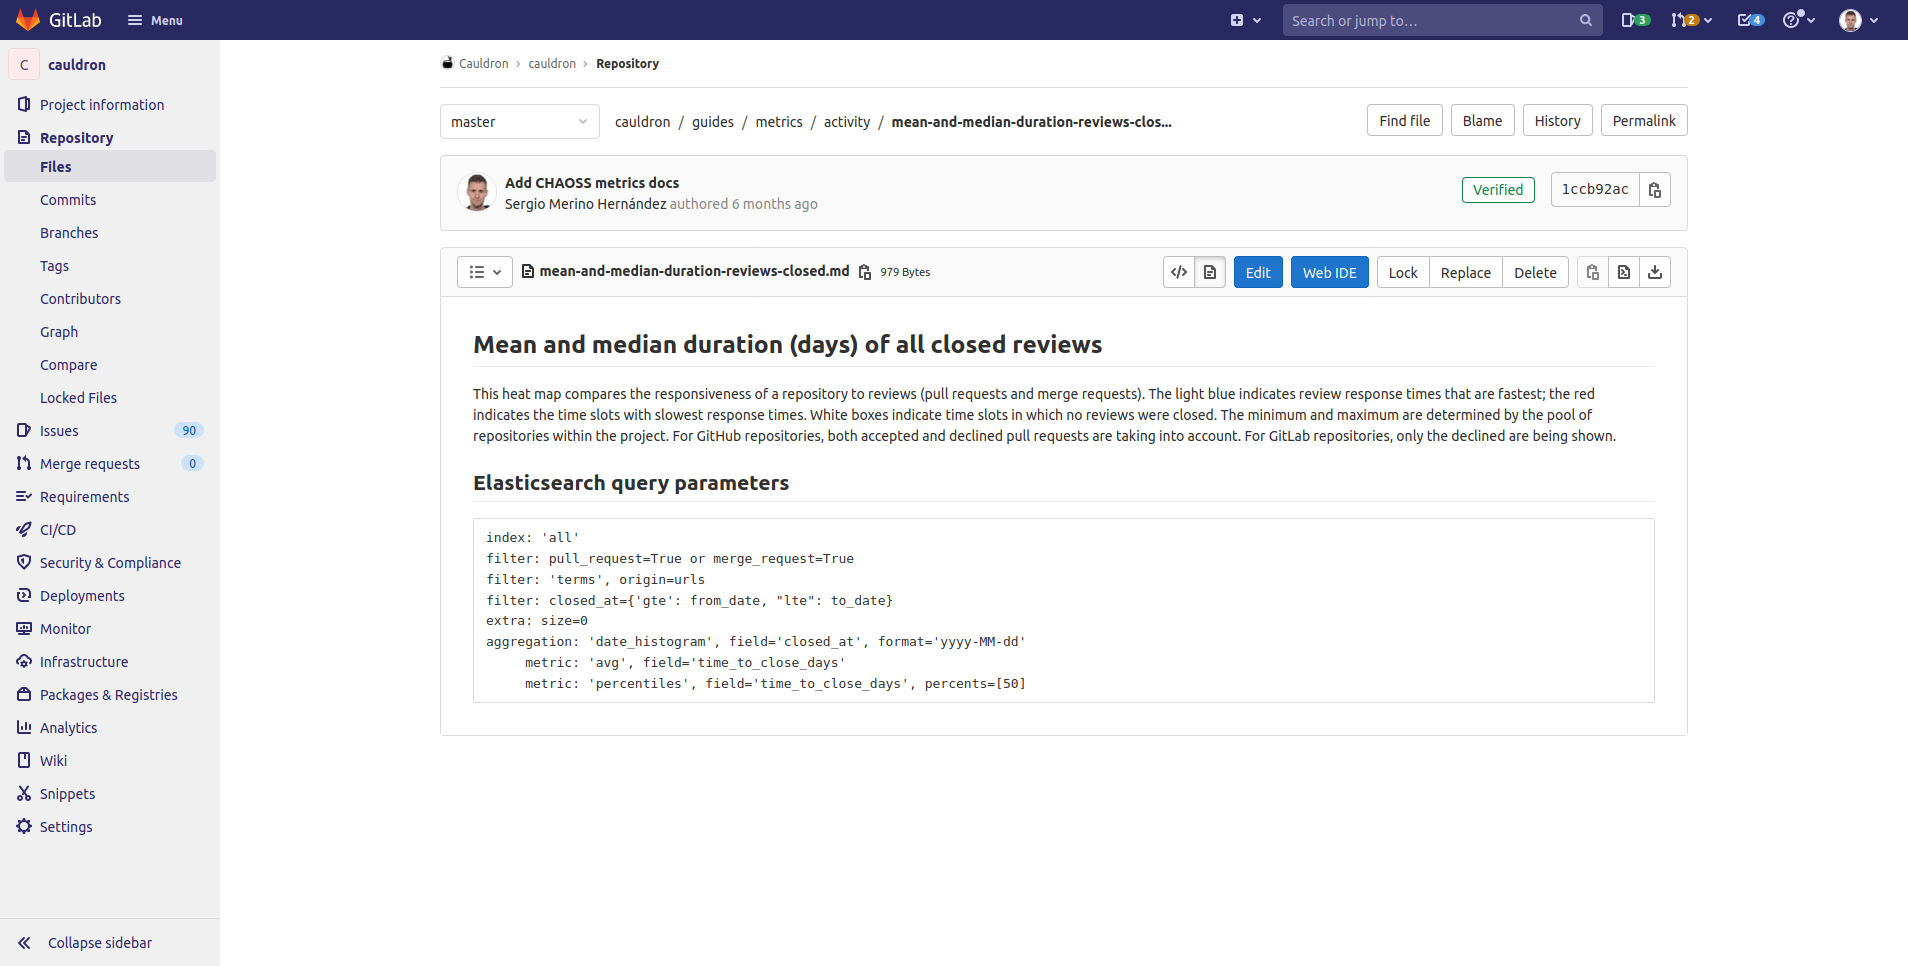 GitLab Menu Search or jump to... 3 2 4
C cauldron
Project information
Repository
Files
Commits
Branches
Tags
Contributors
Graph
Compare
Locked Files
Issues 90
Merge requests 0
Requirements
CI/CD
Security & Compliance
Deployments
Monitor
Infrastructure
Packages & Registries
Analytics
Wiki
Snippets
Settings
Collapse sidebar
Cauldron > cauldron > Repository
master cauldron / guides / metrics / activity / mean-and-median-duration-reviews-clos... Find file Blame History Permalink
Add CHAOSS metrics docs
Sergio Merino Hernández authored 6 months ago
Verified 1ccb92ac
mean-and-median-duration-reviews-closed.md 979 Bytes </> Edit Web IDE Lock Replace Delete
Mean and median duration (days) of all closed reviews
This heat map compares the responsiveness of a repository to reviews (pull requests and merge requests). The light blue indicates review response times that are fastest; the red
indicates the time slots with slowest response times. White boxes indicate time slots in which no reviews were closed. The minimum and maximum are determined by the pool of
repositories within the project. For GitHub repositories, both accepted and declined pull requests are taking into account. For GitLab repositories, only the declined are being shown.
Elasticsearch query parameters
index: 'all'
filter: pull_request=True or merge_request=True
filter: 'terms', origin=urls
filter: closed_at={'gte': from_date, "lte": to_date}
extra: size=0
aggregation: 'date_histogram', field='closed_at', format='yyyy-MM-dd'
metric: 'avg', field='time_to_close_days'
metric: 'percentiles', field='time_to_close_days', percents=[50]